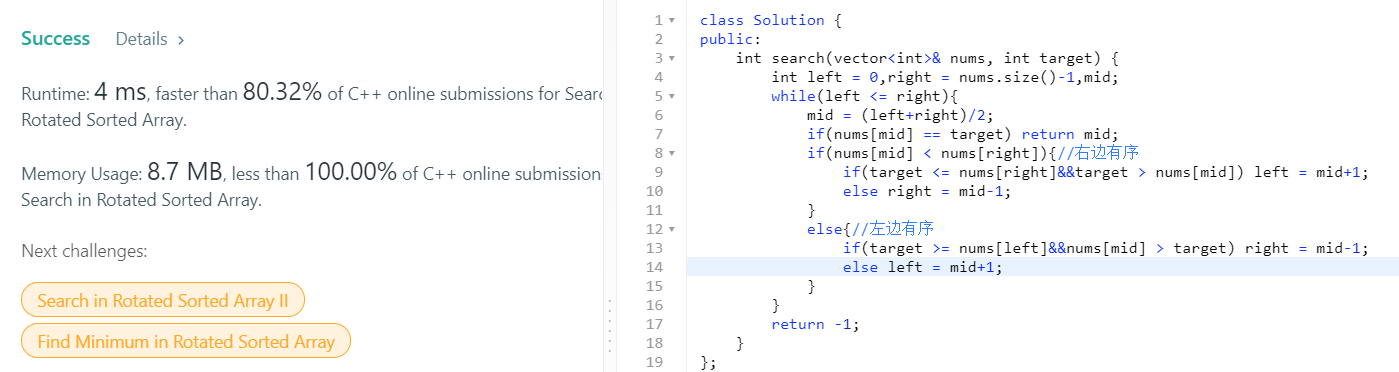 Success Details >
Runtime: 4 ms, faster than 80.32% of C++ online submissions for Searc
Rotated Sorted Array.
Memory Usage: 8.7 MB, less than 100.00% of C++ online submission
Search in Rotated Sorted Array.
Next challenges:
Search in Rotated Sorted Array II
Find Minimum in Rotated Sorted Array
1 class Solution {
2 public:
3     int search(vector<int>& nums, int target) {
4         int left = 0,right = nums.size()-1,mid;
5         while(left <= right){
6             mid = (left+right)/2;
7             if(nums[mid] == target) return mid;
8             if(nums[mid] < nums[right]){//右边有序
9                 if(target <= nums[right]&&target > nums[mid]) left = mid+1;
10                 else right = mid-1;
11             }
12             else{//左边有序
13                 if(target >= nums[left]&&nums[mid] > target) right = mid-1;
14                 else left = mid+1;
15             }
16         }
17         return -1;
18     }
19 };